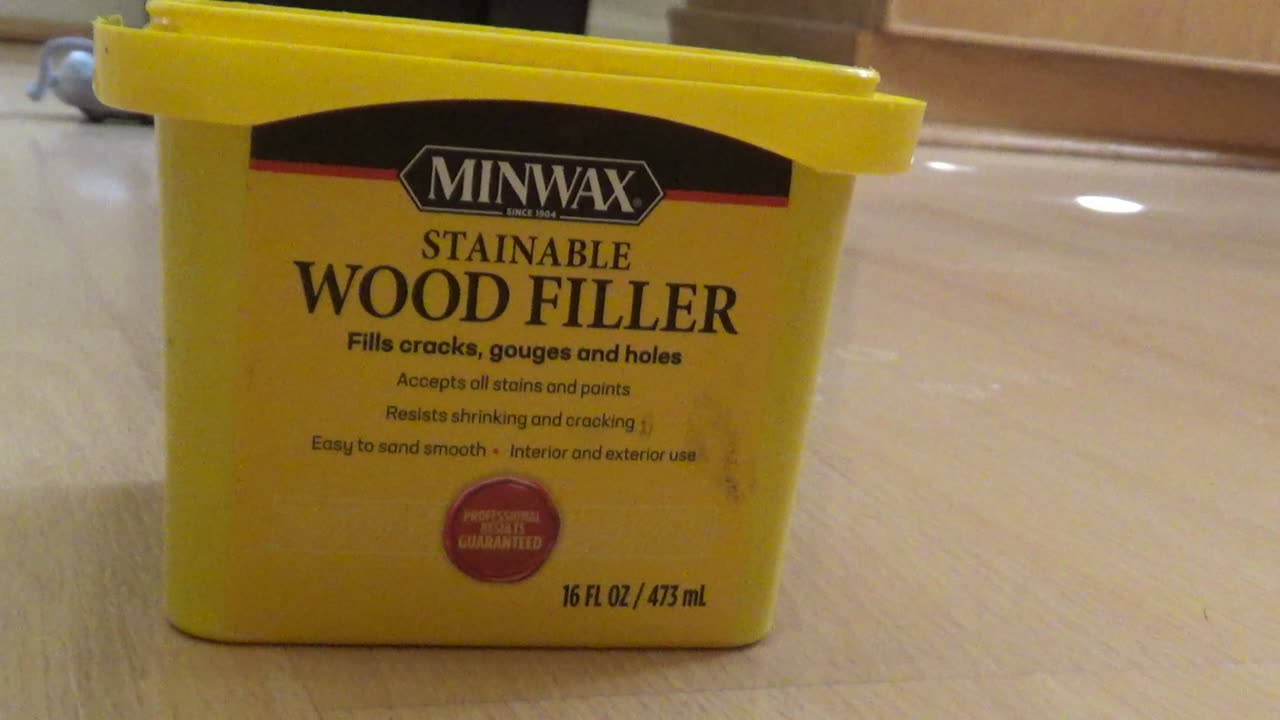 MINWAX®
SINCE 1904
STAINABLE
WOOD FILLER
Fills cracks, gouges and holes
Accepts all stains and paints
Resists shrinking and cracking
Easy to sand smooth • Interior and exterior use
PROFESSIONAL
RESULTS
GUARANTEED
16 FL OZ / 473 mL